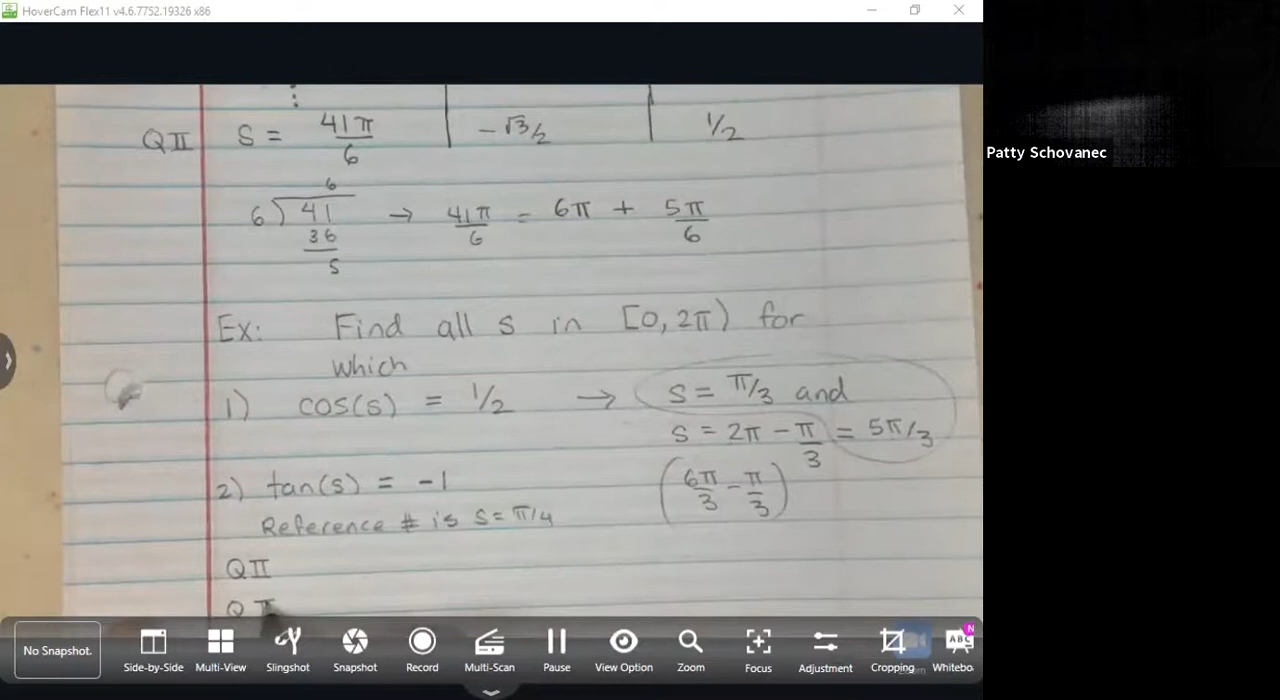 HoverCam Flex11 v4.6.7752.19326 x86
⋮
QII S = 41π/6 | -√3/2 | 1/2
6
6 ) 41 → 41π/6 = 6π + 5π/6
36
5
Ex: Find all s in [0, 2π) for
which
1) cos(s) = 1/2 → s = π/3 and
s = 2π - π/3 = 5π/3
(6π/3 - π/3)
2) tan(s) = -1
Reference # is s = π/4
QII
Patty Schovanec
No Snapshot.
Side-by-Side Multi-View Slingshot Snapshot Record Multi-Scan Pause View Option Zoom Focus Adjustment Cropping Whitebo
ABC
N